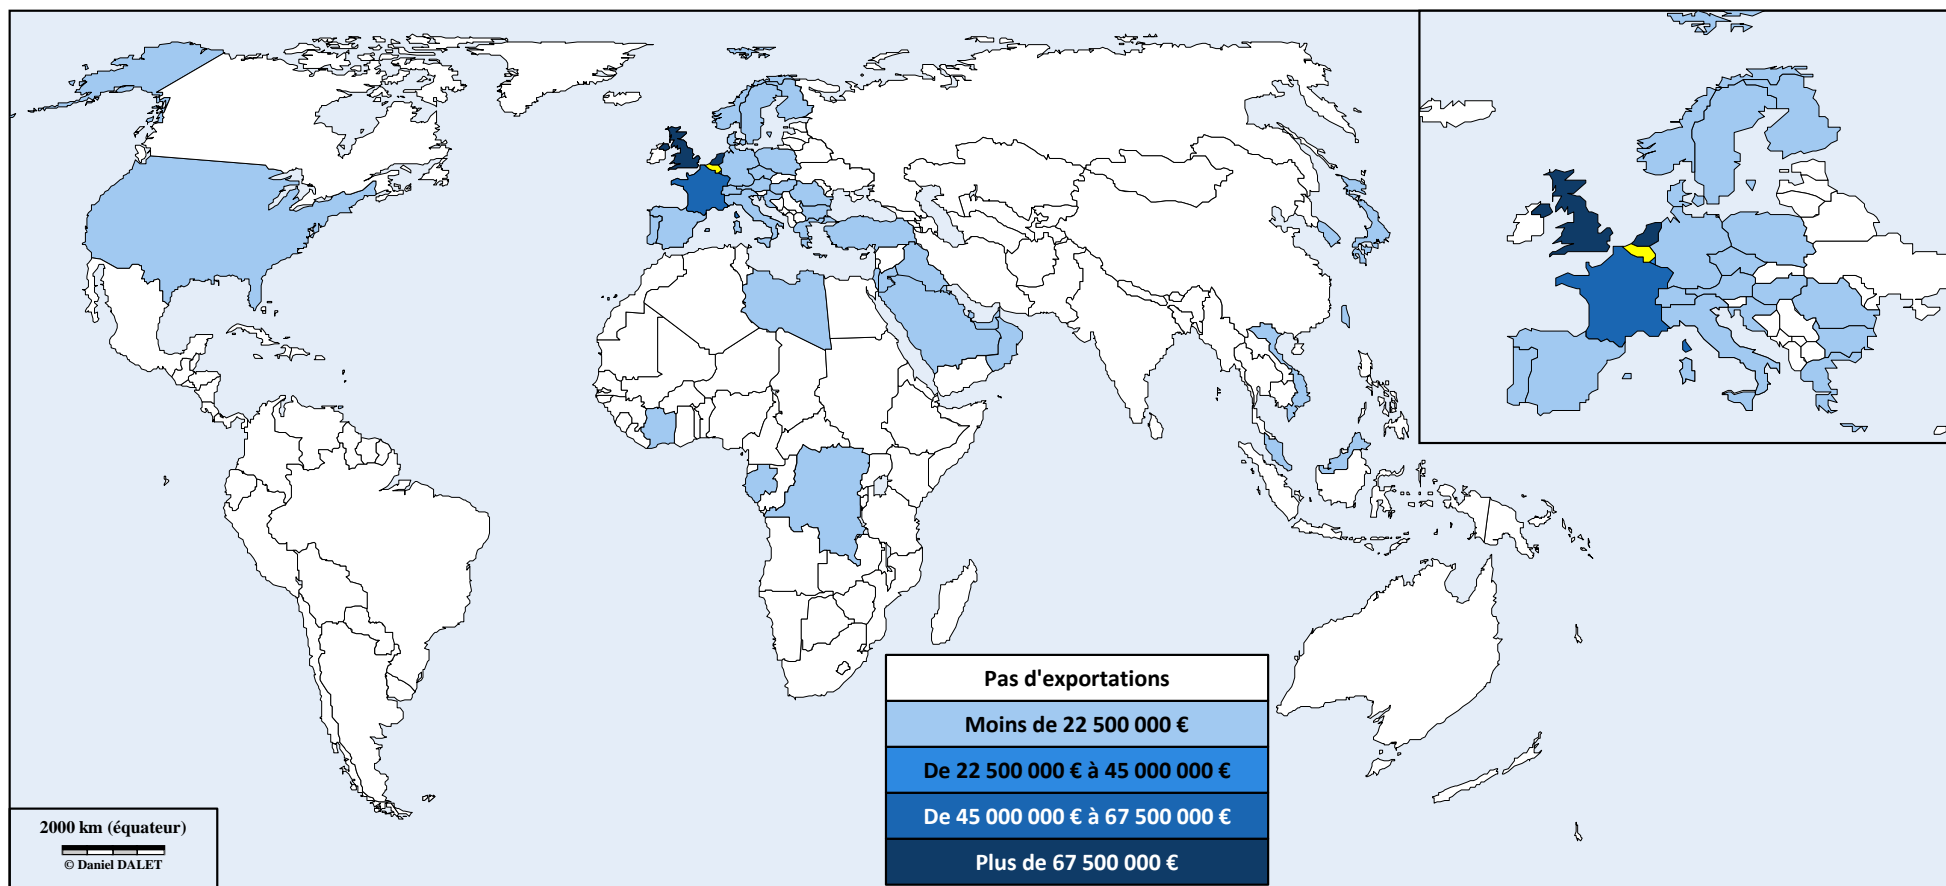 Pas d'exportations
Moins de 22 500 000 €
De 22 500 000 € à 45 000 000 €
De 45 000 000 € à 67 500 000 €
Plus de 67 500 000 €
2000 km (équateur)
© Daniel DALET